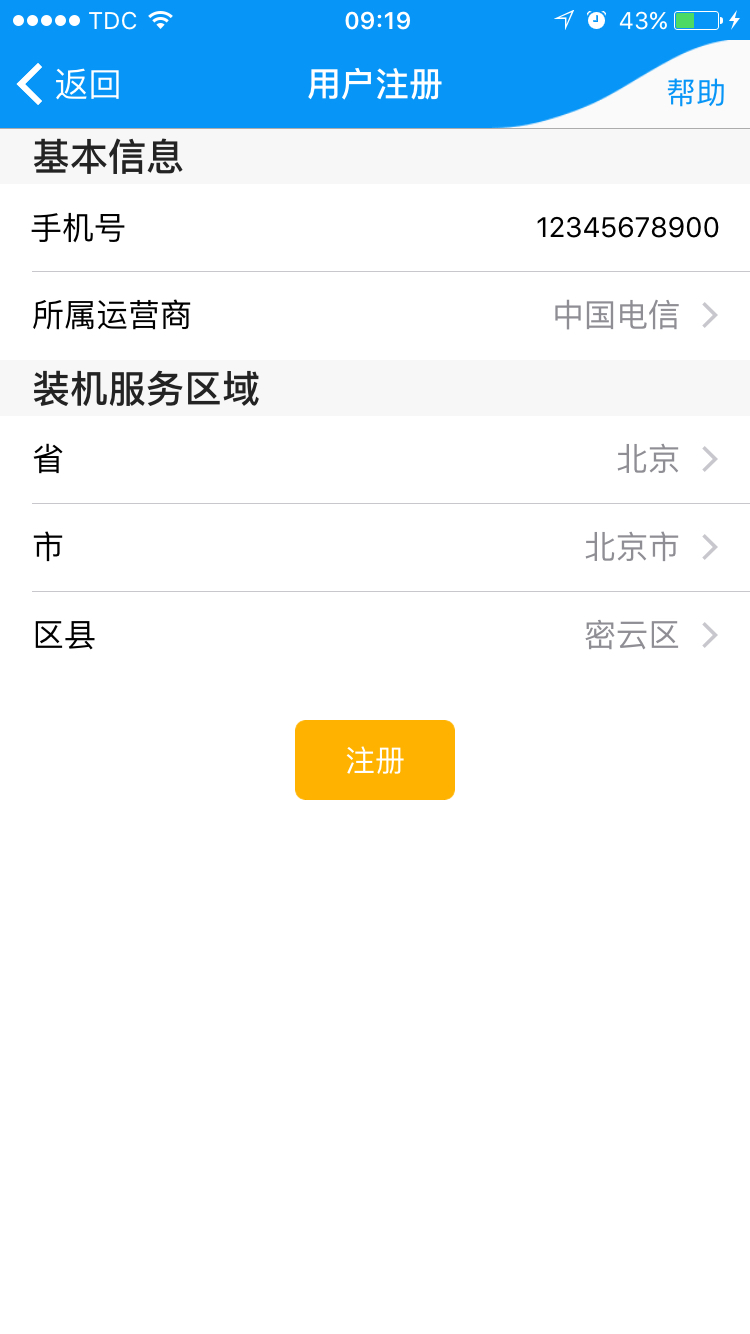 TDC 09:19 43%
返回 用户注册 帮助
基本信息
手机号 12345678900
所属运营商 中国电信
装机服务区域
省 北京
市 北京市
区县 密云区
注册